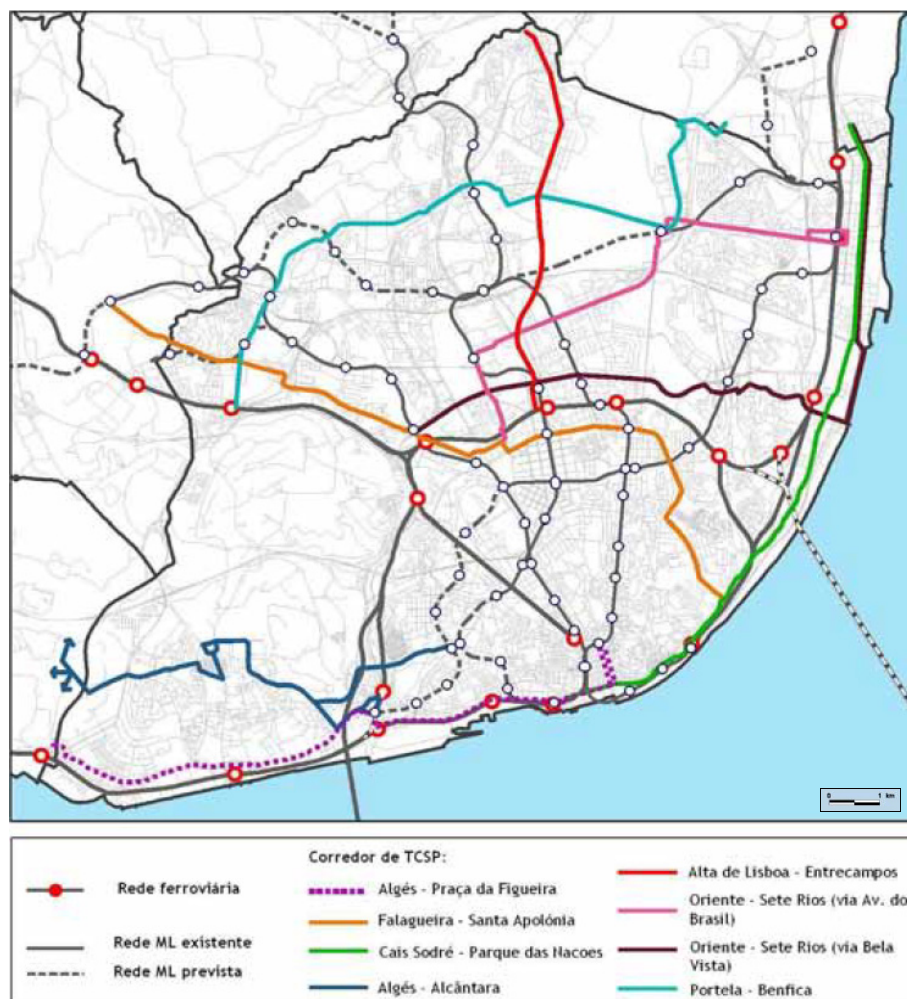 0 1 km
Rede ferroviária
Rede ML existente
Rede ML prevista
Corredor de TCSP:
Algés - Praça da Figueira
Falagueira - Santa Apolónia
Cais Sodré - Parque das Nacoes
Algés - Alcântara
Alta de Lisboa - Entrecampos
Oriente - Sete Rios (via Av. do
Brasil)
Oriente - Sete Rios (via Bela
Vista)
Portela - Benfica